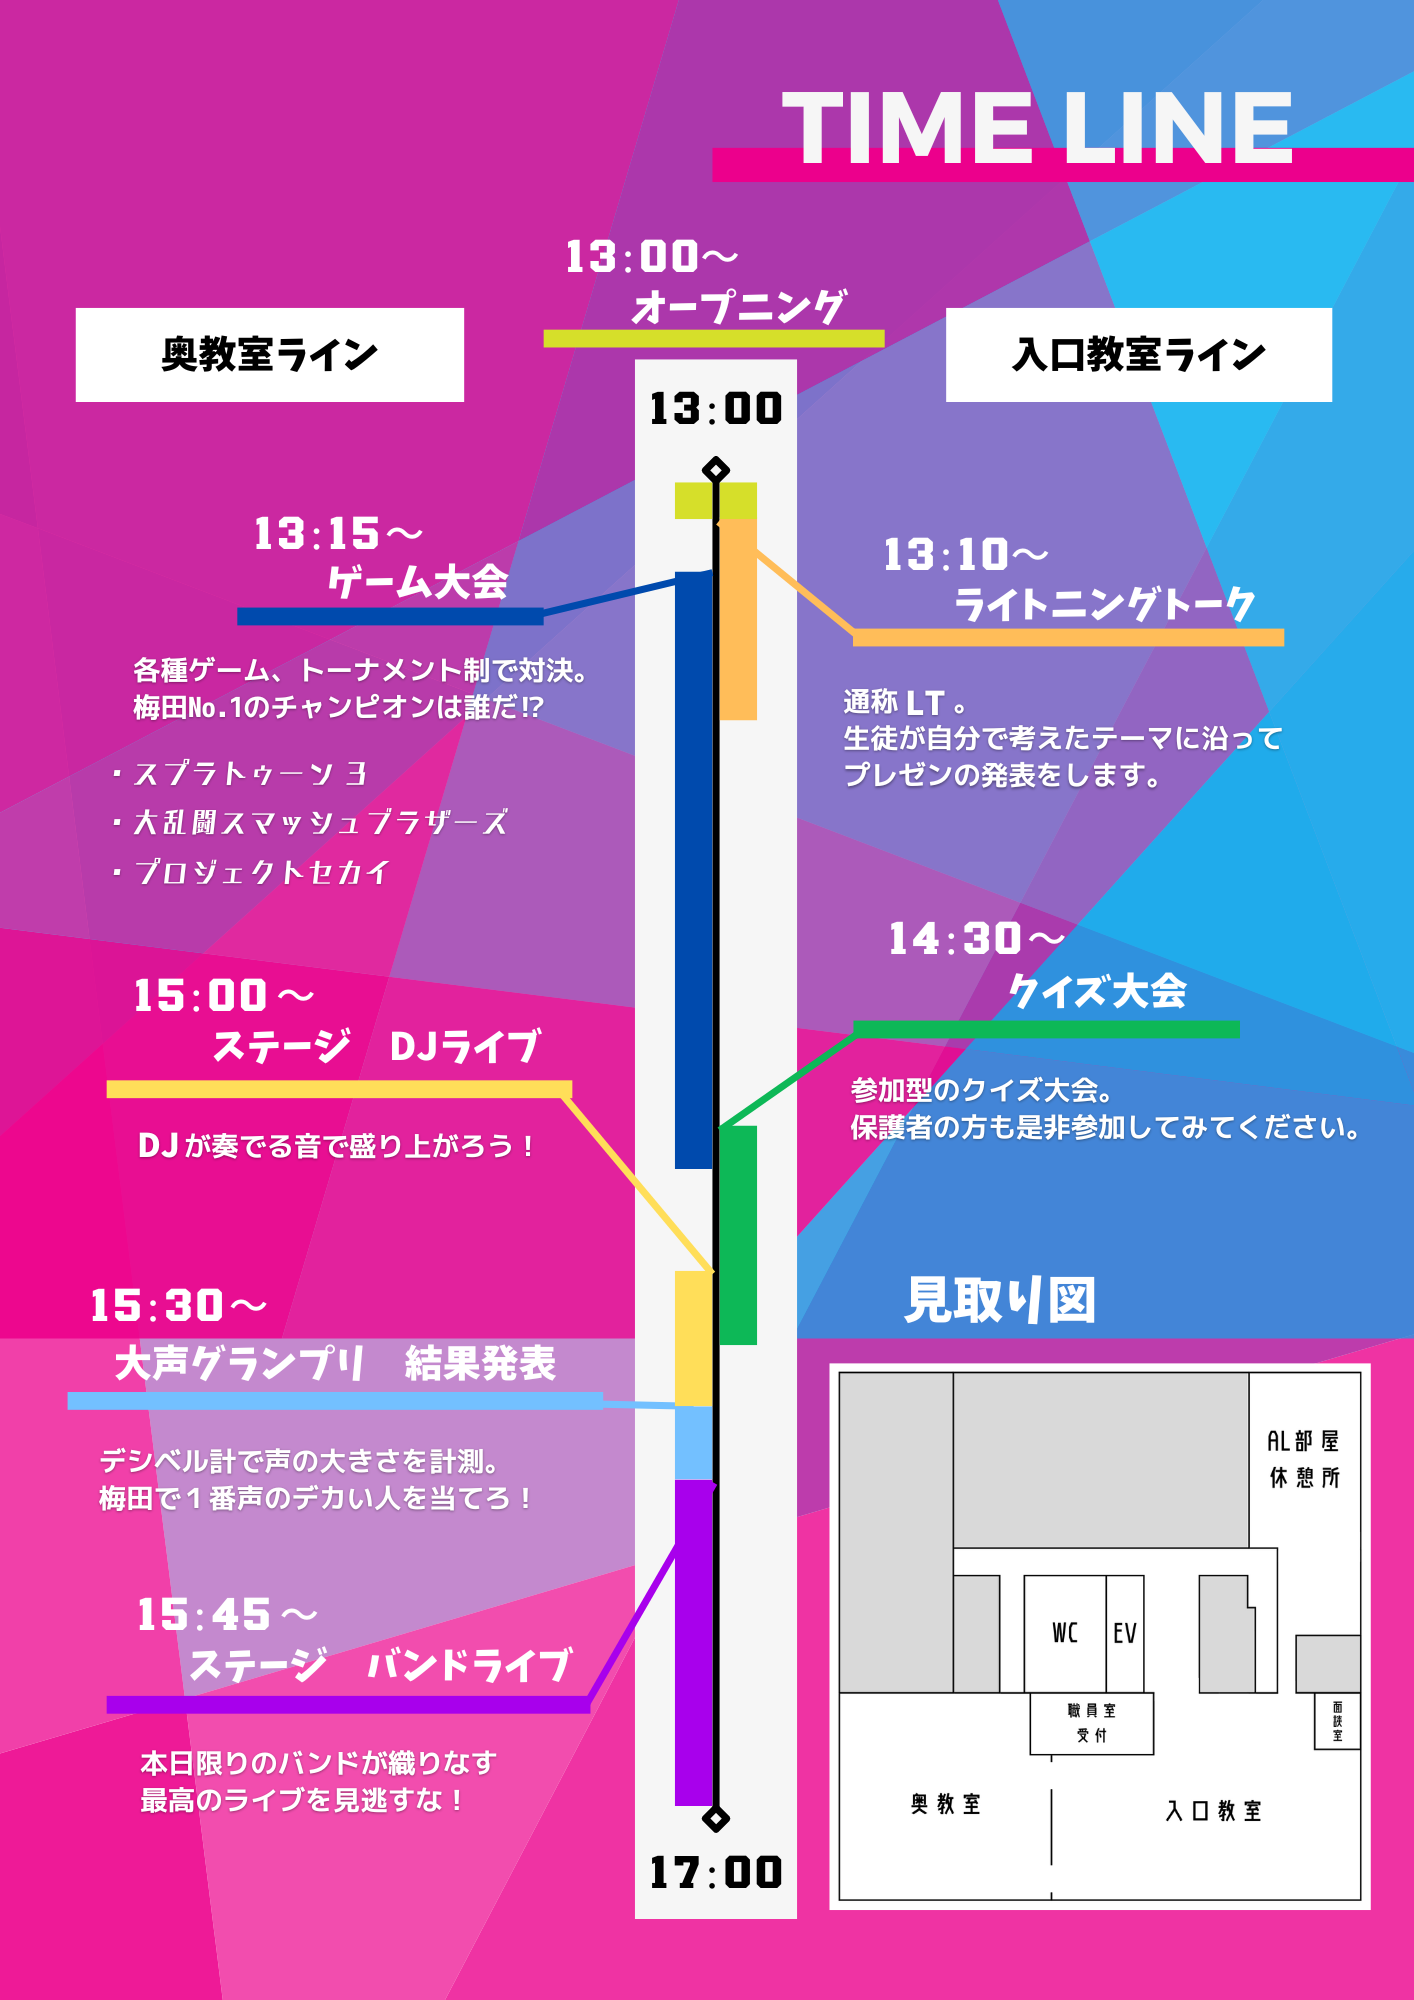 TIME LINE
13:00～
オープニング
奥教室ライン
入口教室ライン
13:00
13:15～
ゲーム大会
各種ゲーム、トーナメント制で対決。
梅田No.1のチャンピオンは誰だ!?
・スプラトゥーン 3
・大乱闘スマッシュブラザーズ
・プロジェクトセカイ
13:10～
ライトニングトーク
通称 LT 。
生徒が自分で考えたテーマに沿って
プレゼンの発表をします。
15:00～
ステージ　DJライブ
DJが奏でる音で盛り上がろう！
14:30～
クイズ大会
参加型のクイズ大会。
保護者の方も是非参加してみてください。
15:30～
大声グランプリ　結果発表
デシベル計で声の大きさを計測。
梅田で１番声のデカい人を当てろ！
15:45～
ステージ　バンドライブ
本日限りのバンドが織りなす
最高のライブを見逃すな！
17:00
見取り図
AL部屋
休憩所
WC
EV
職員室
受付
面談室
奥教室
入口教室